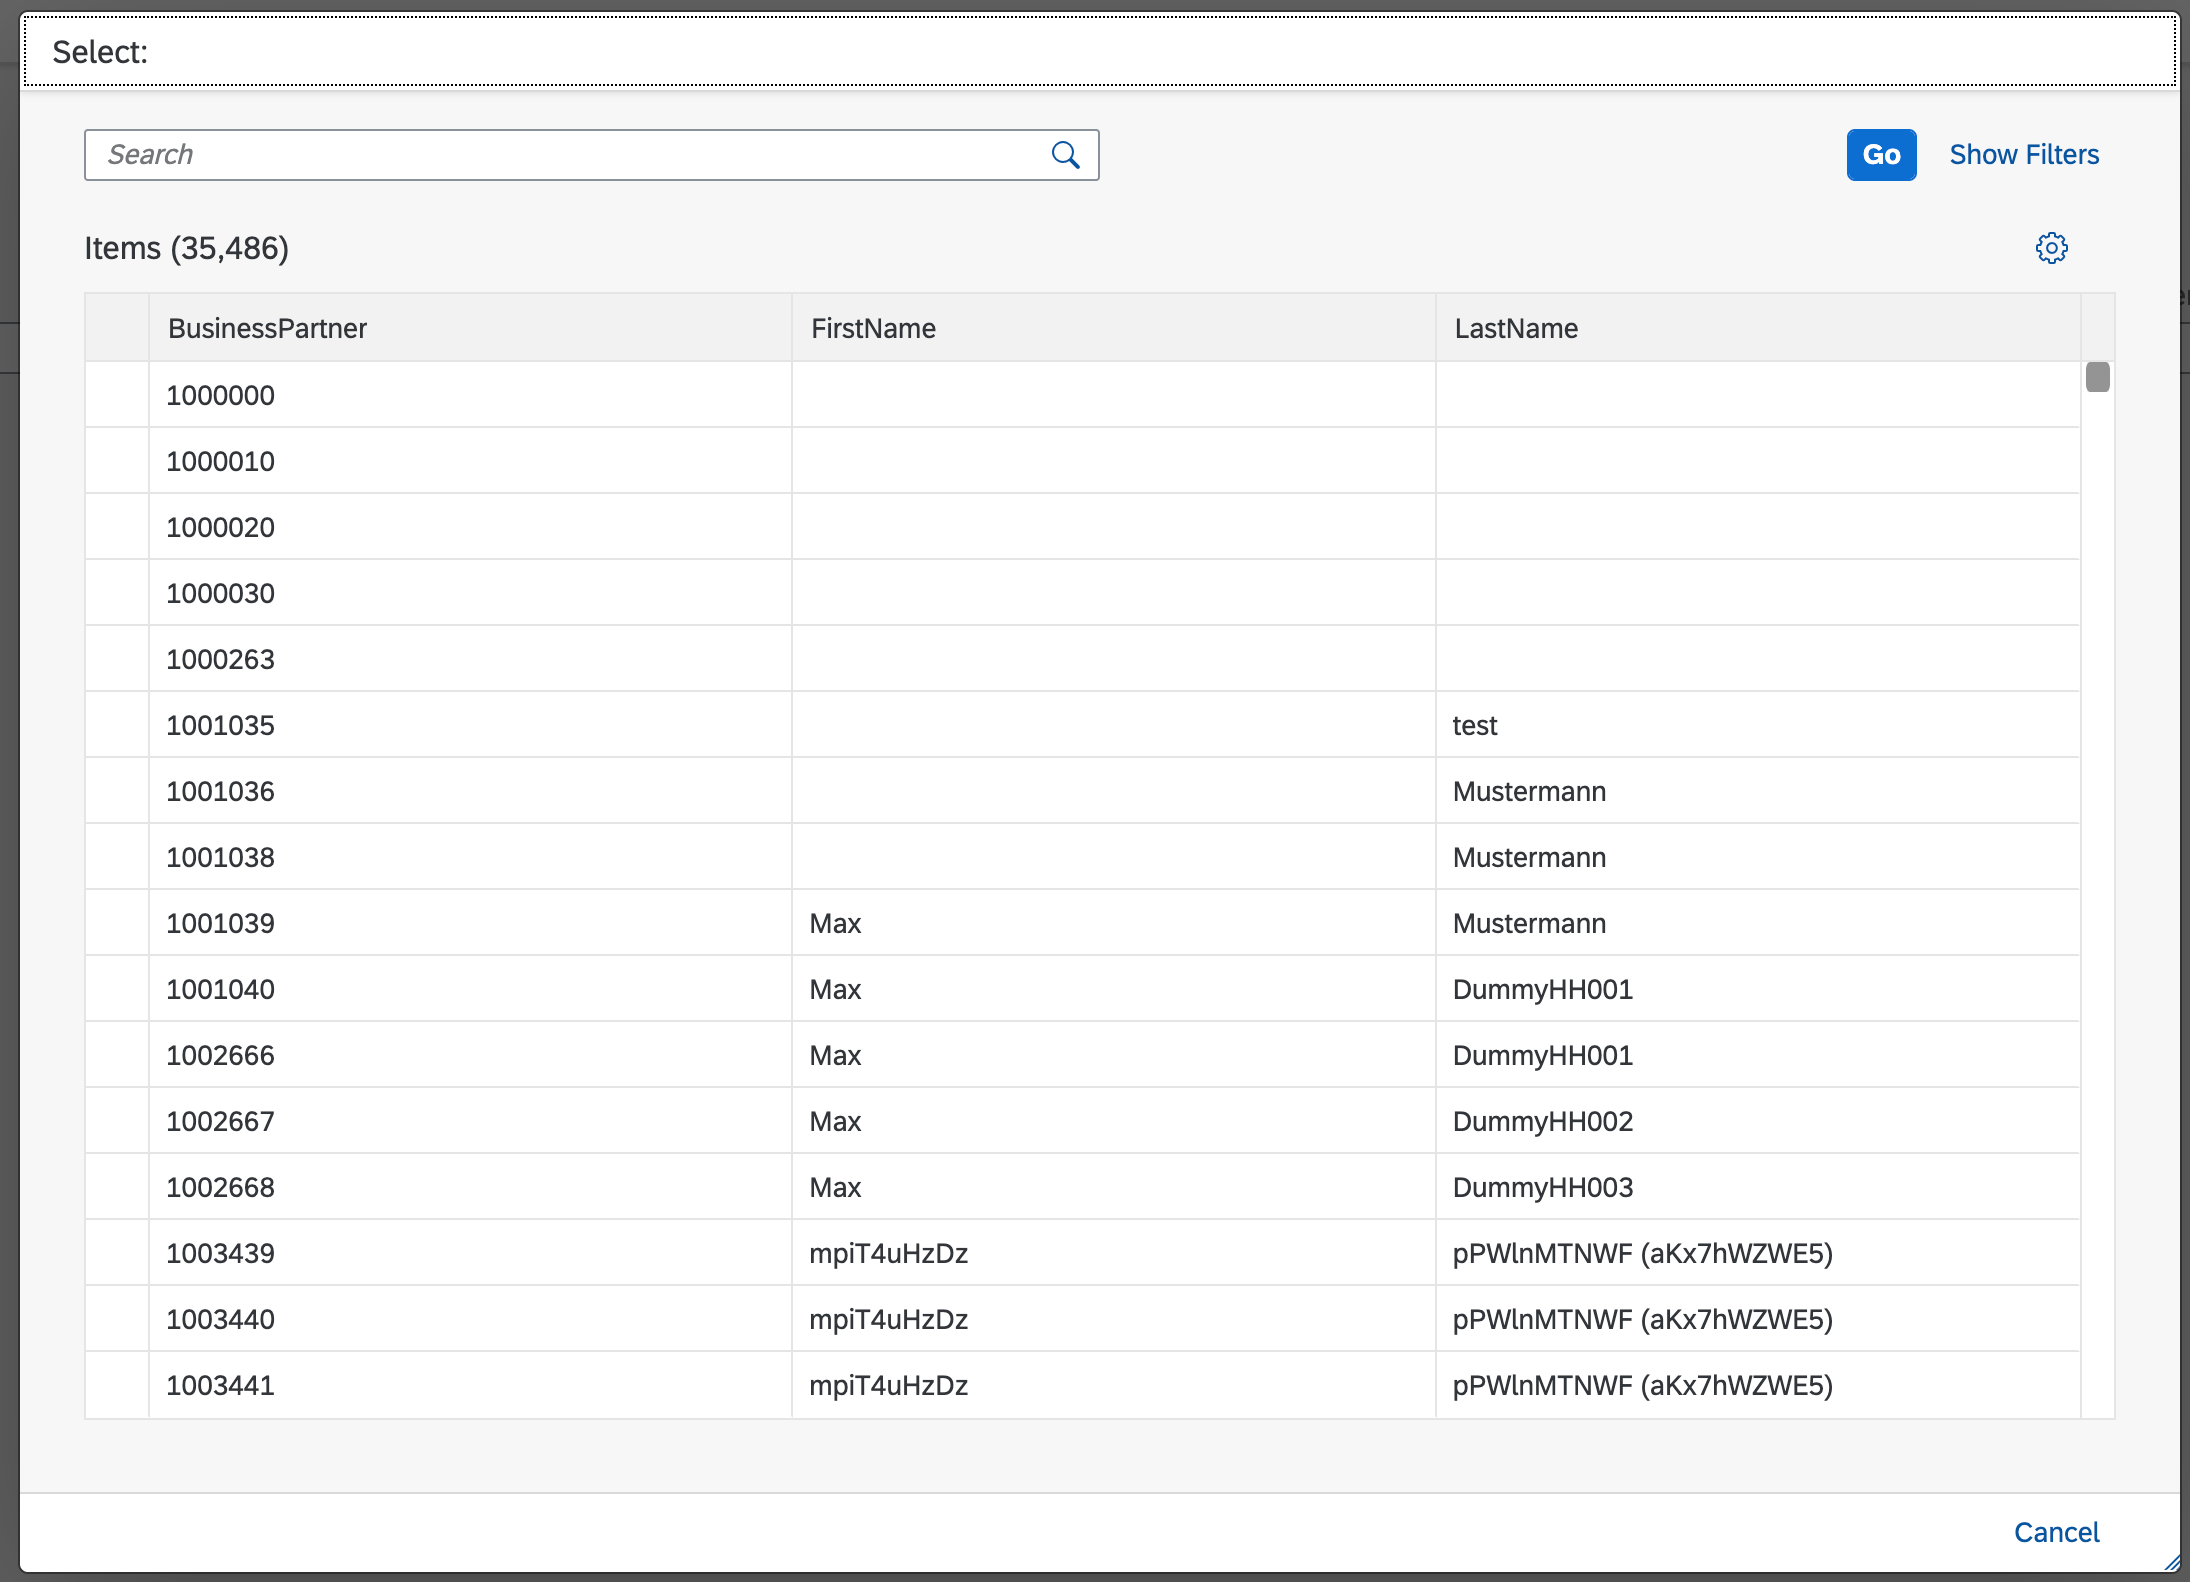 Select:
Search
Go
Show Filters
Items (35,486)
BusinessPartner FirstName LastName
1000000
1000010
1000020
1000030
1000263
1001035 test
1001036 Mustermann
1001038 Mustermann
1001039 Max Mustermann
1001040 Max DummyHH001
1002666 Max DummyHH001
1002667 Max DummyHH002
1002668 Max DummyHH003
1003439 mpiT4uHzDz pPWlnMTNWF (aKx7hWZWE5)
1003440 mpiT4uHzDz pPWlnMTNWF (aKx7hWZWE5)
1003441 mpiT4uHzDz pPWlnMTNWF (aKx7hWZWE5)
Cancel